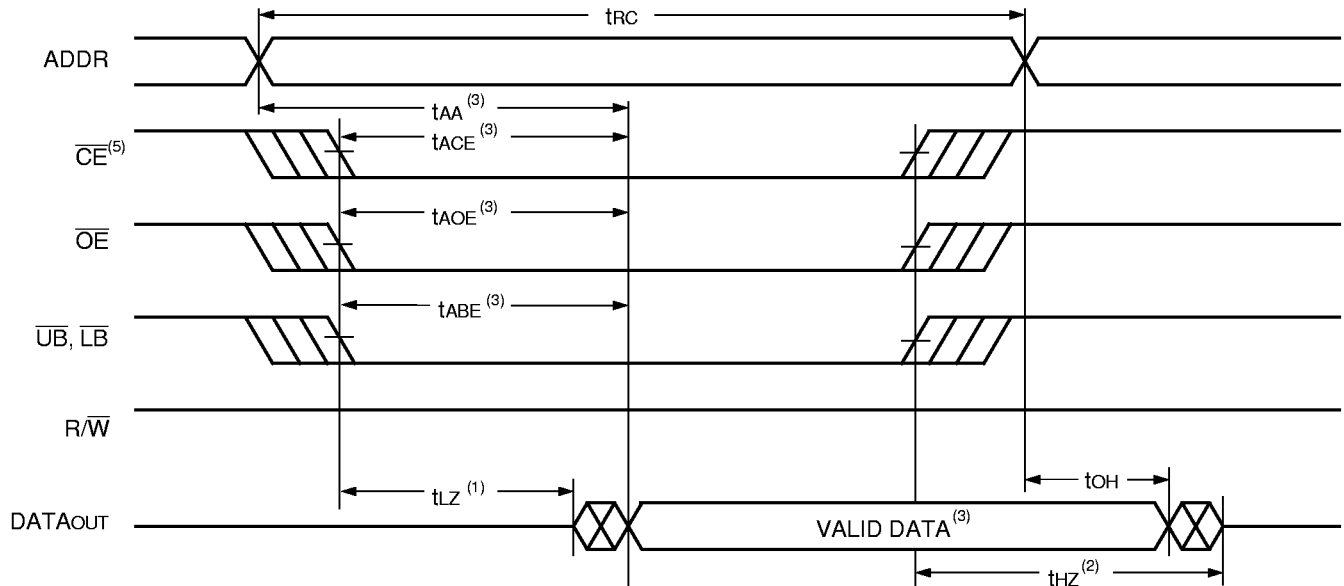 tRC
ADDR
tAA (3)
CE(5)
tACE (3)
OE
tAOE (3)
UB, LB
tABE (3)
R/W
tLZ (1)
tOH
DATAOUT
VALID DATA(3)
tHZ(2)